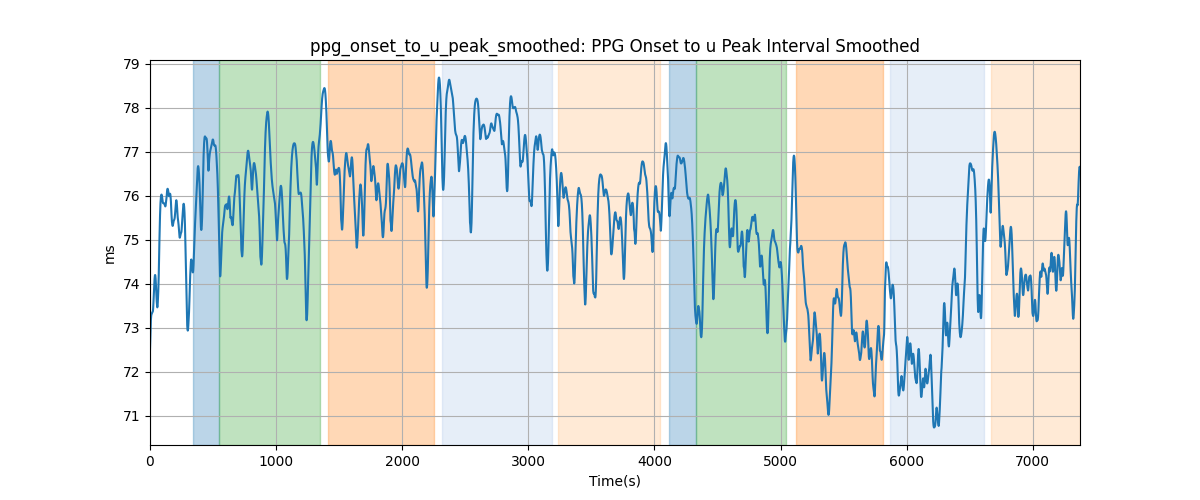 ppg_onset_to_u_peak_smoothed: PPG Onset to u Peak Interval Smoothed
79
78
77
76
75
74
73
72
71
ms
0 1000 2000 3000 4000 5000 6000 7000
Time(s)